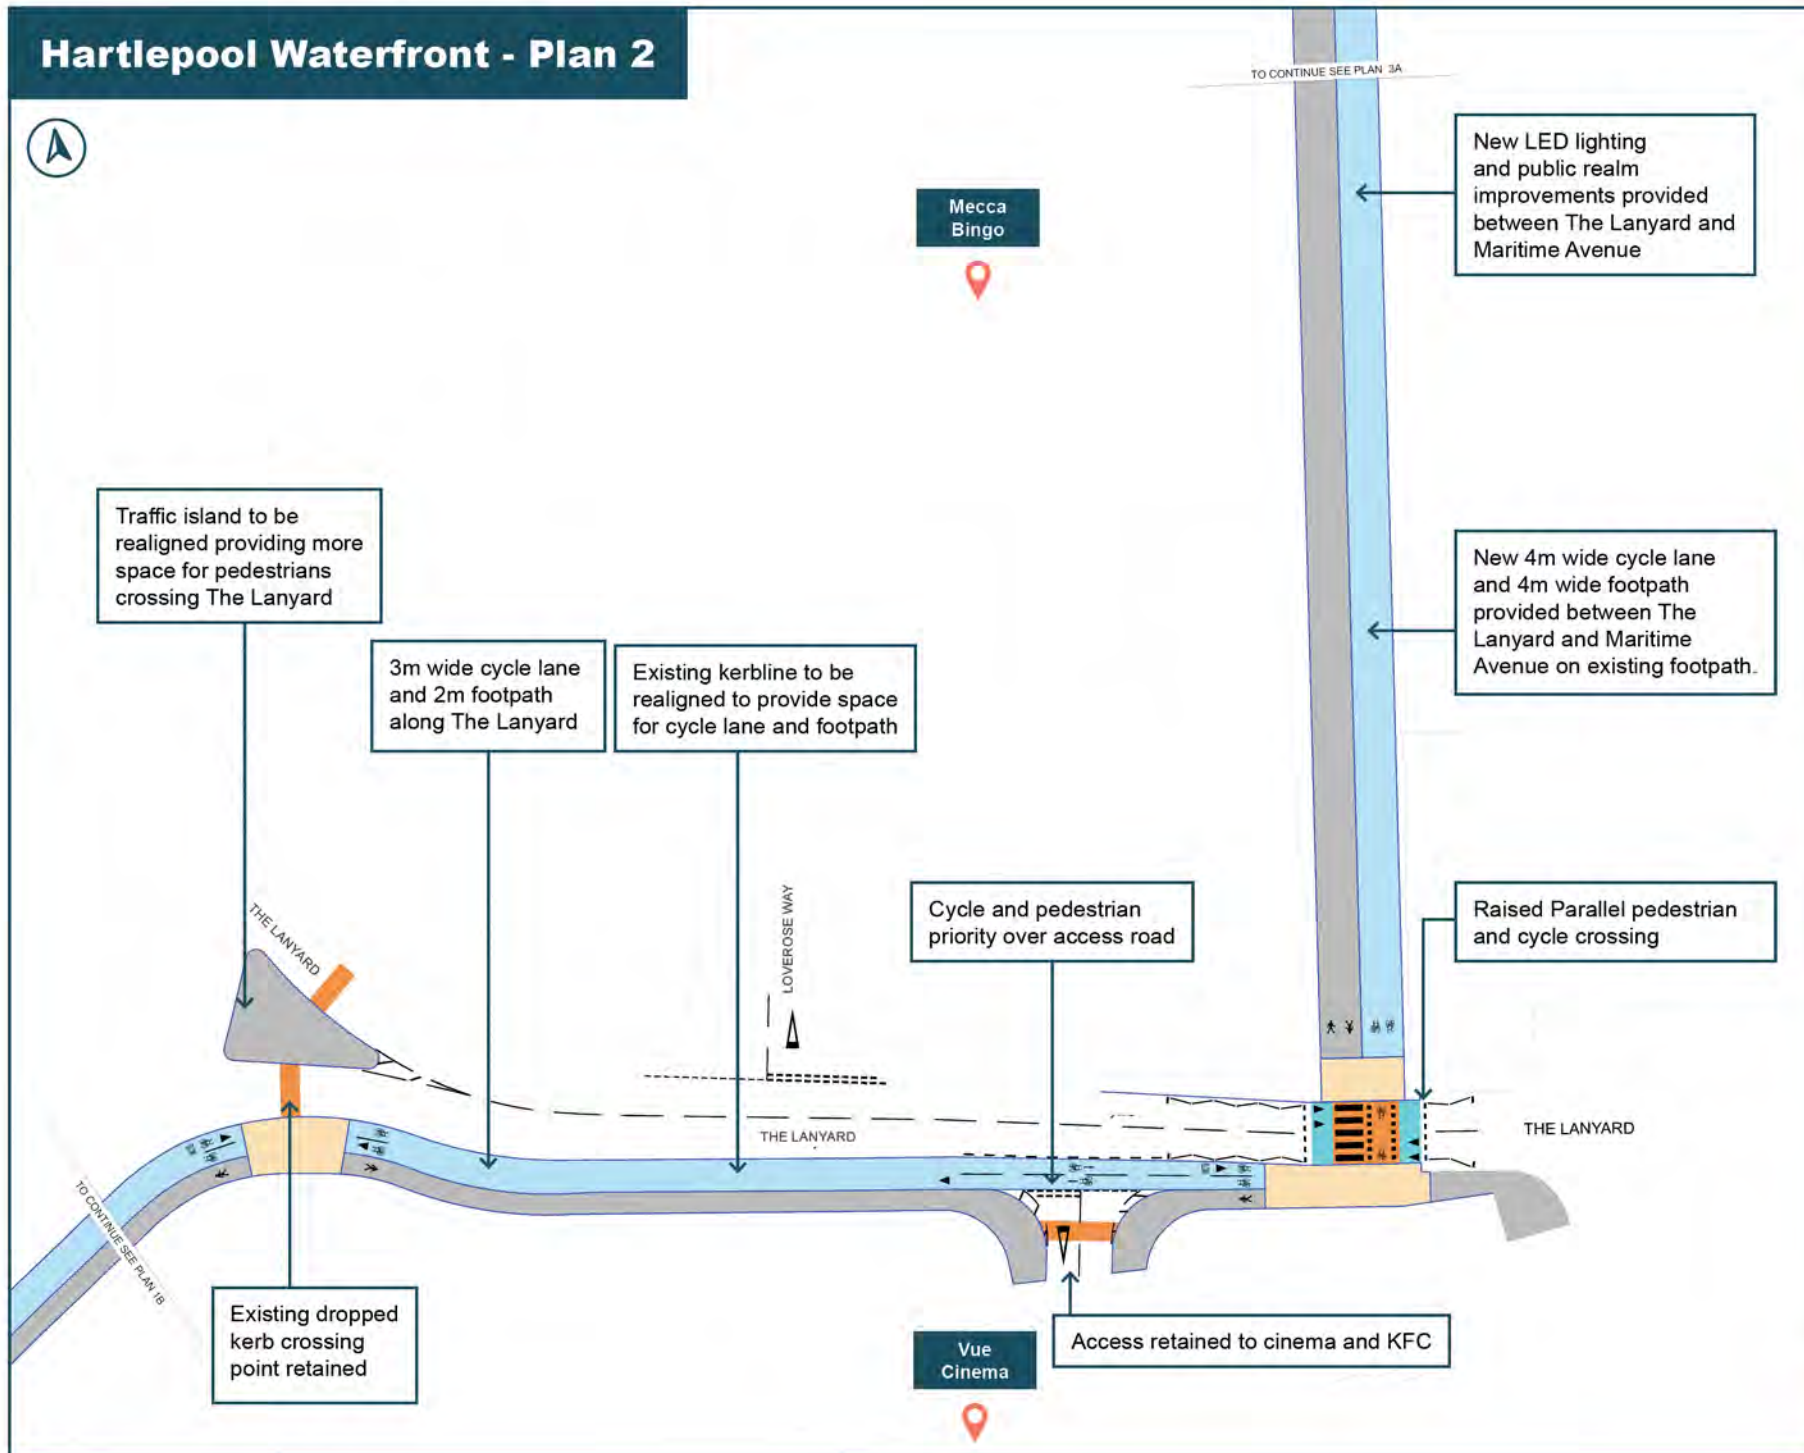 Hartlepool Waterfront - Plan 2
TO CONTINUE SEE PLAN 3A
New LED lighting
and public realm
improvements provided
between The Lanyard and
Maritime Avenue
Mecca
Bingo
Traffic island to be
realigned providing more
space for pedestrians
crossing The Lanyard
New 4m wide cycle lane
and 4m wide footpath
provided between The
Lanyard and Maritime
Avenue on existing footpath.
3m wide cycle lane
and 2m footpath
along The Lanyard
Existing kerbline to be
realigned to provide space
for cycle lane and footpath
Cycle and pedestrian
priority over access road
Raised Parallel pedestrian
and cycle crossing
THE LANYARD
LOVEROSE WAY
THE LANYARD
THE LANYARD
TO CONTINUE SEE PLAN 1B
Existing dropped
kerb crossing
point retained
Access retained to cinema and KFC
Vue
Cinema